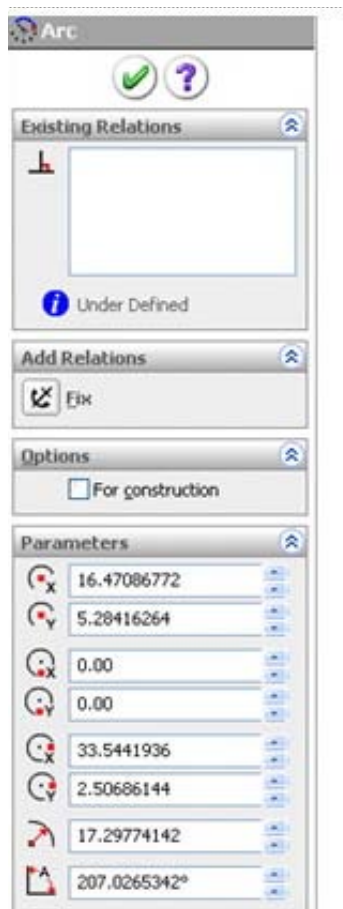 Arc
?
Existing Relations
i Under Defined
Add Relations
Fix
Options
For construction
Parameters
X 16.47086772
Y 5.28416264
X 0.00
Y 0.00
X 33.5441936
Y 2.50686144
17.29774142
A 207.0265342°